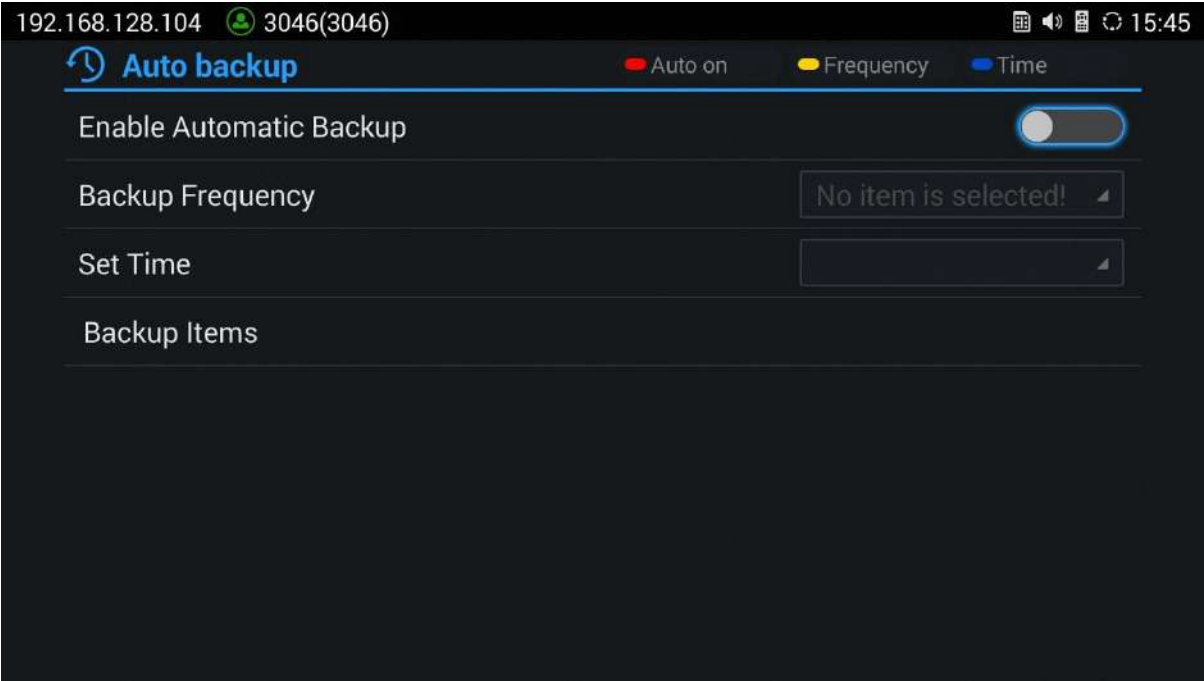 192.168.128.104 3046(3046) 15:45
Auto backup Auto on Frequency Time
Enable Automatic Backup
Backup Frequency No item is selected!
Set Time
Backup Items